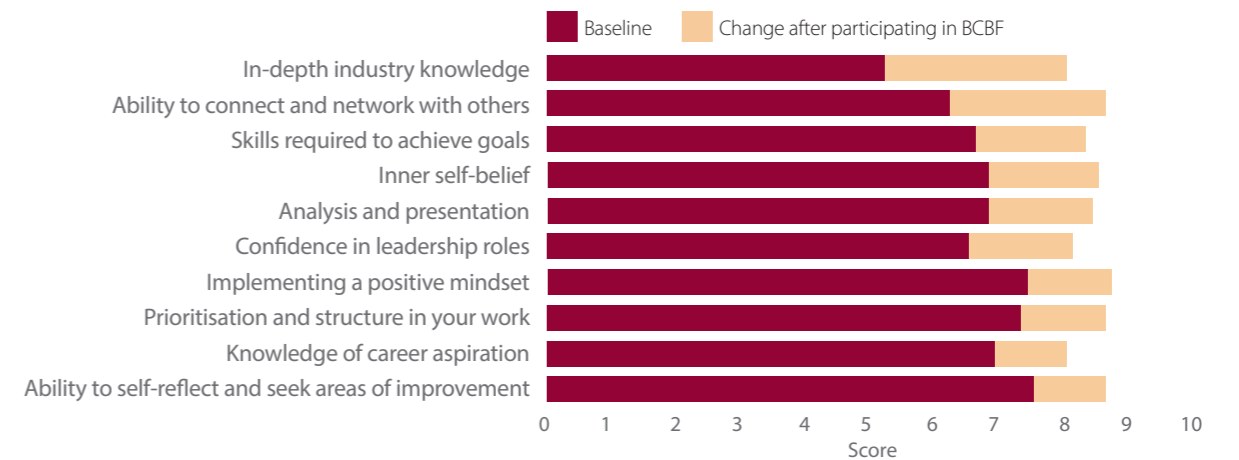 Baseline Change after participating in BCBF
In-depth industry knowledge
Ability to connect and network with others
Skills required to achieve goals
Inner self-belief
Analysis and presentation
Confidence in leadership roles
Implementing a positive mindset
Prioritisation and structure in your work
Knowledge of career aspiration
Ability to self-reflect and seek areas of improvement
0 1 2 3 4 5 6 7 8 9 10
Score